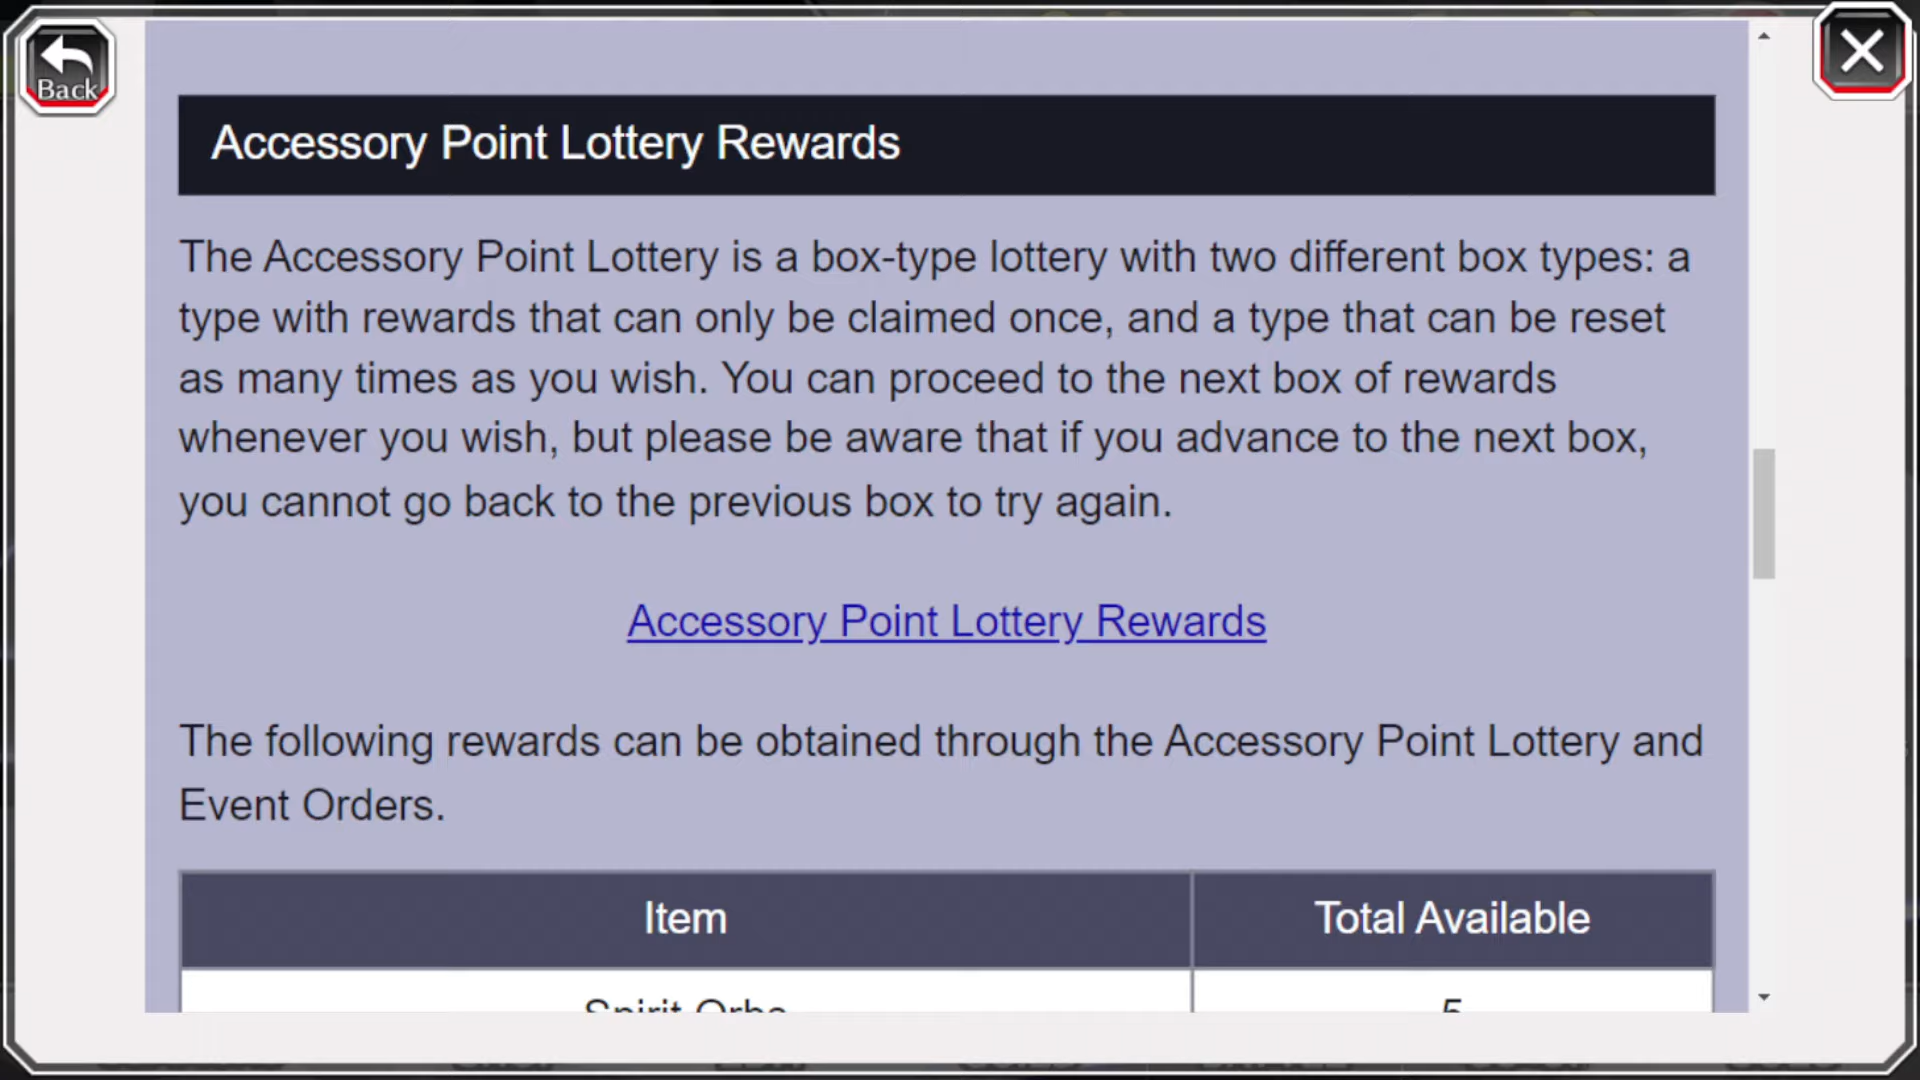 Back
Accessory Point Lottery Rewards
The Accessory Point Lottery is a box-type lottery with two different box types: a
type with rewards that can only be claimed once, and a type that can be reset
as many times as you wish. You can proceed to the next box of rewards
whenever you wish, but please be aware that if you advance to the next box,
you cannot go back to the previous box to try again.
Accessory Point Lottery Rewards
The following rewards can be obtained through the Accessory Point Lottery and
Event Orders.
Item Total Available
Spirit Orbs 5